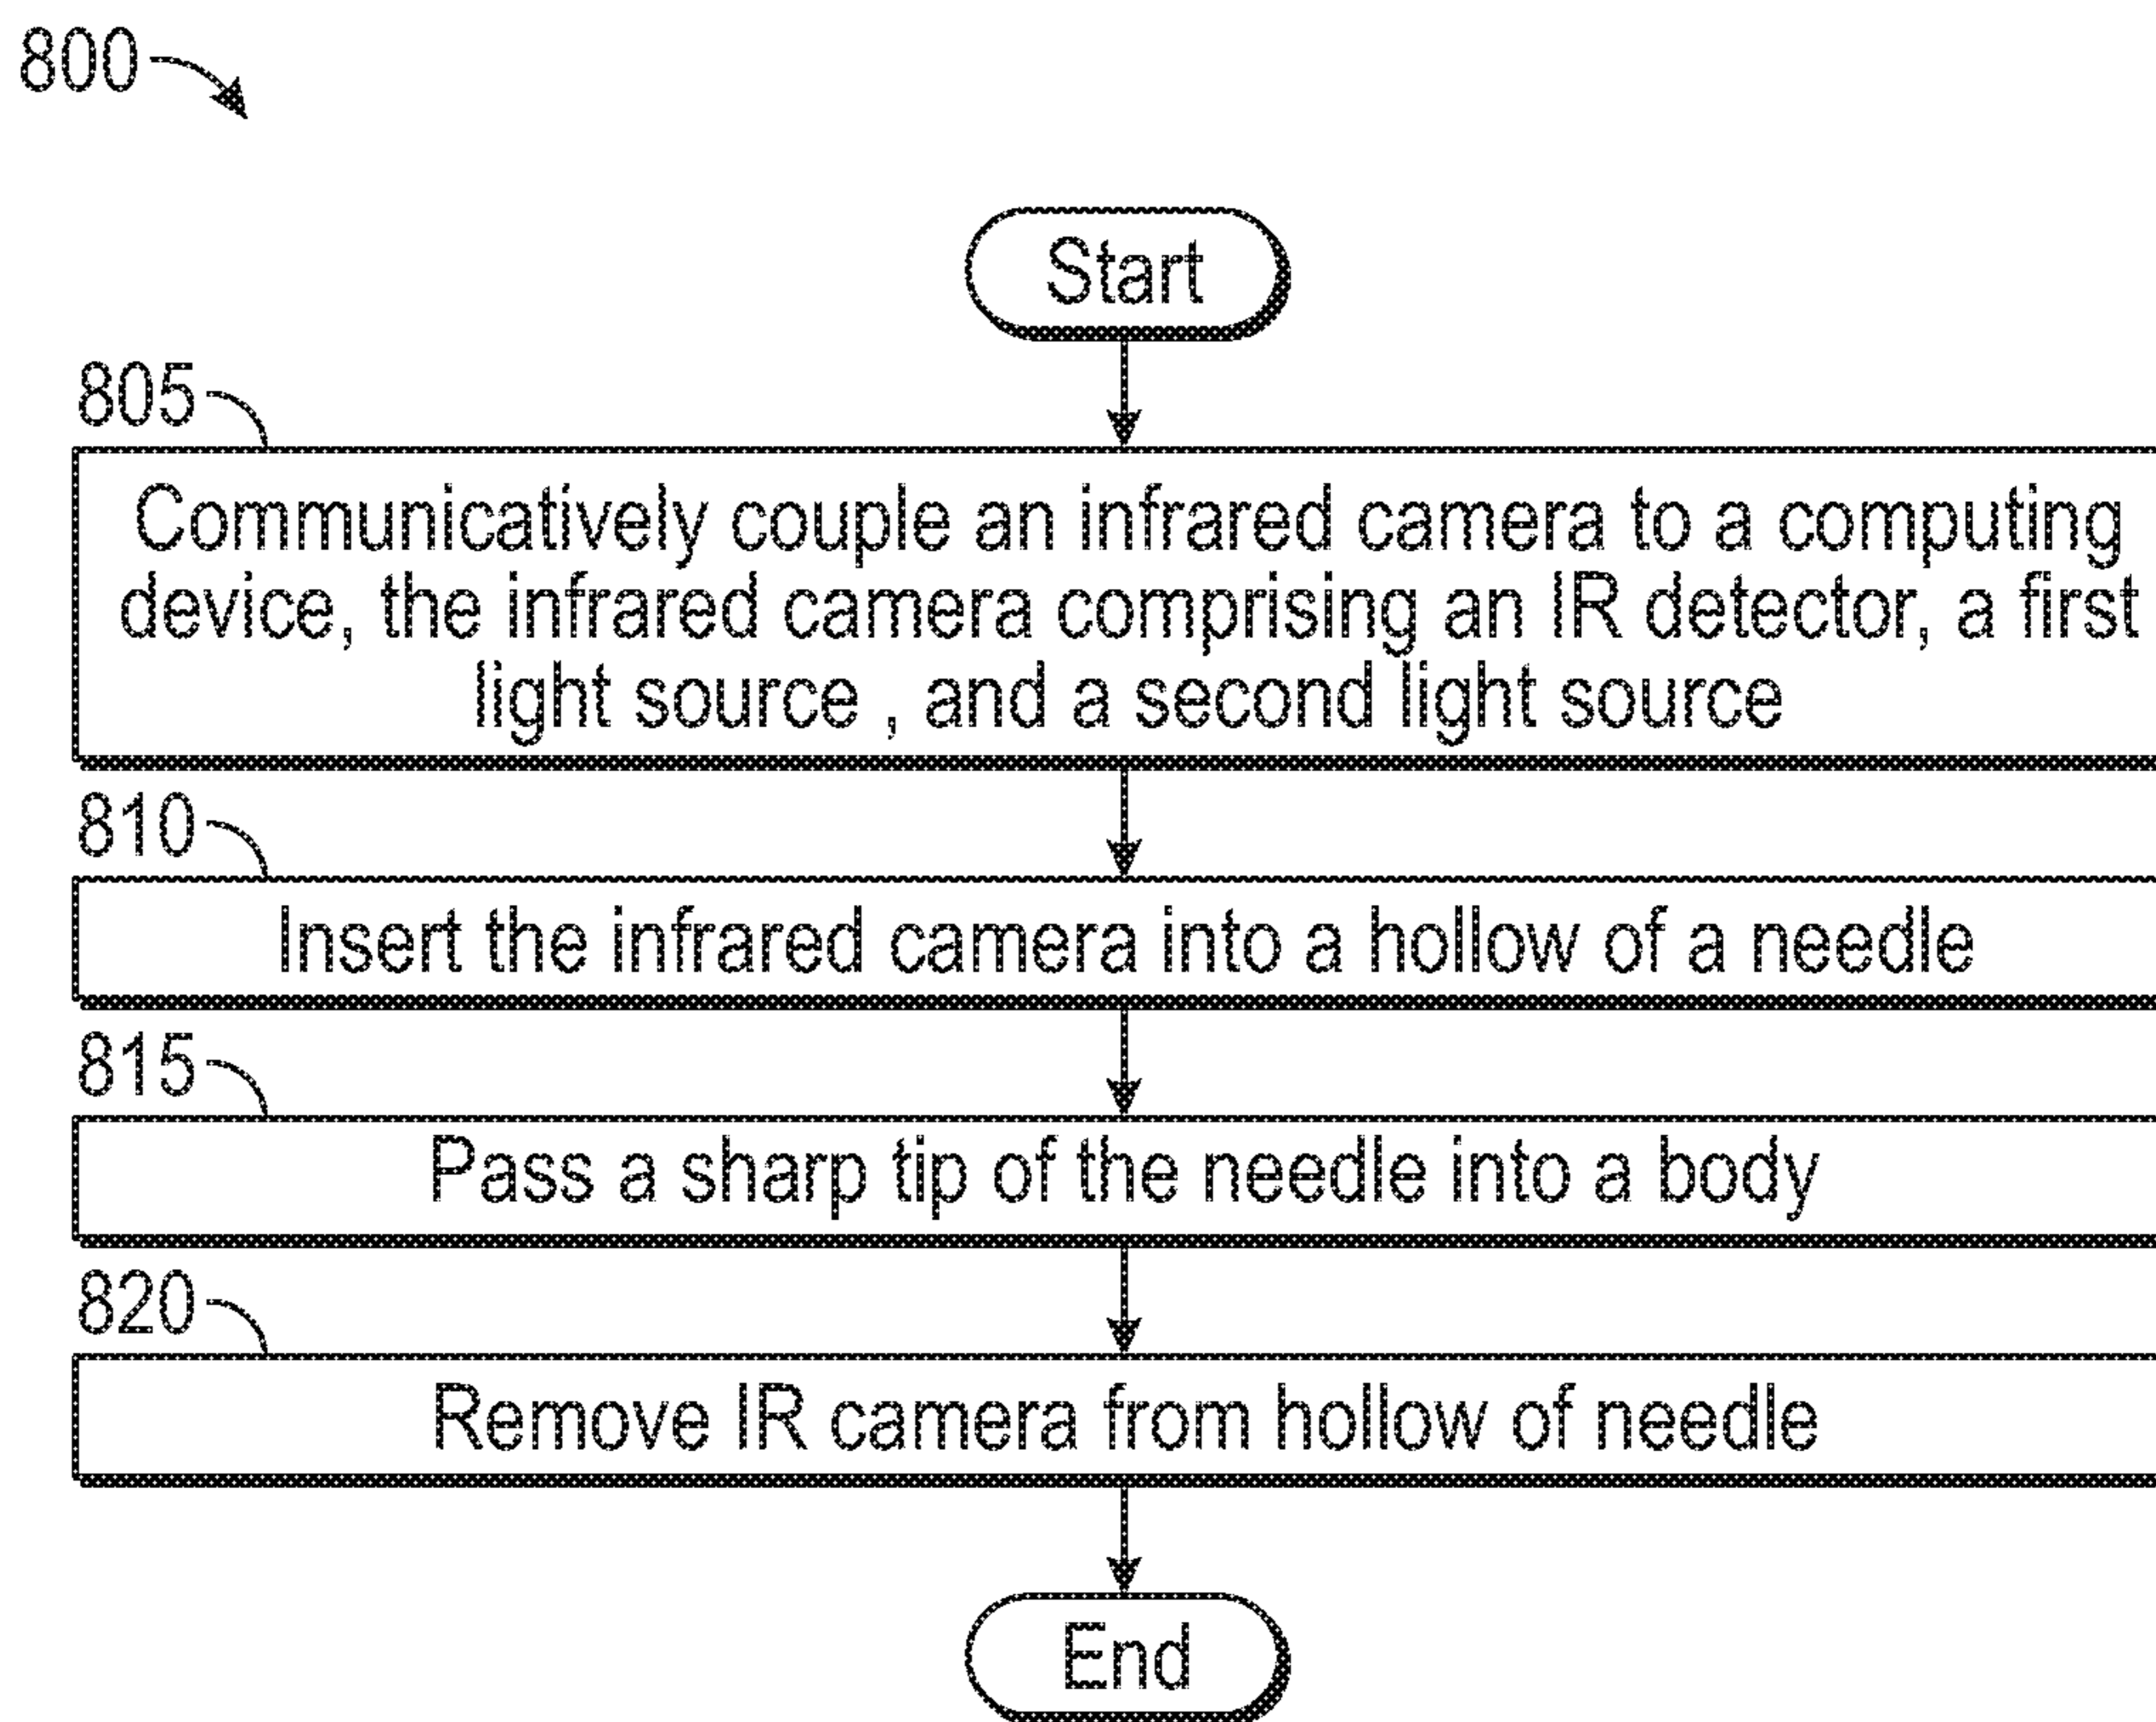 800
Start
805
Communicatively couple an infrared camera to a computing
device, the infrared camera comprising an IR detector, a first
light source , and a second light source
810
Insert the infrared camera into a hollow of a needle
815
Pass a sharp tip of the needle into a body
820
Remove IR camera from hollow of needle
End